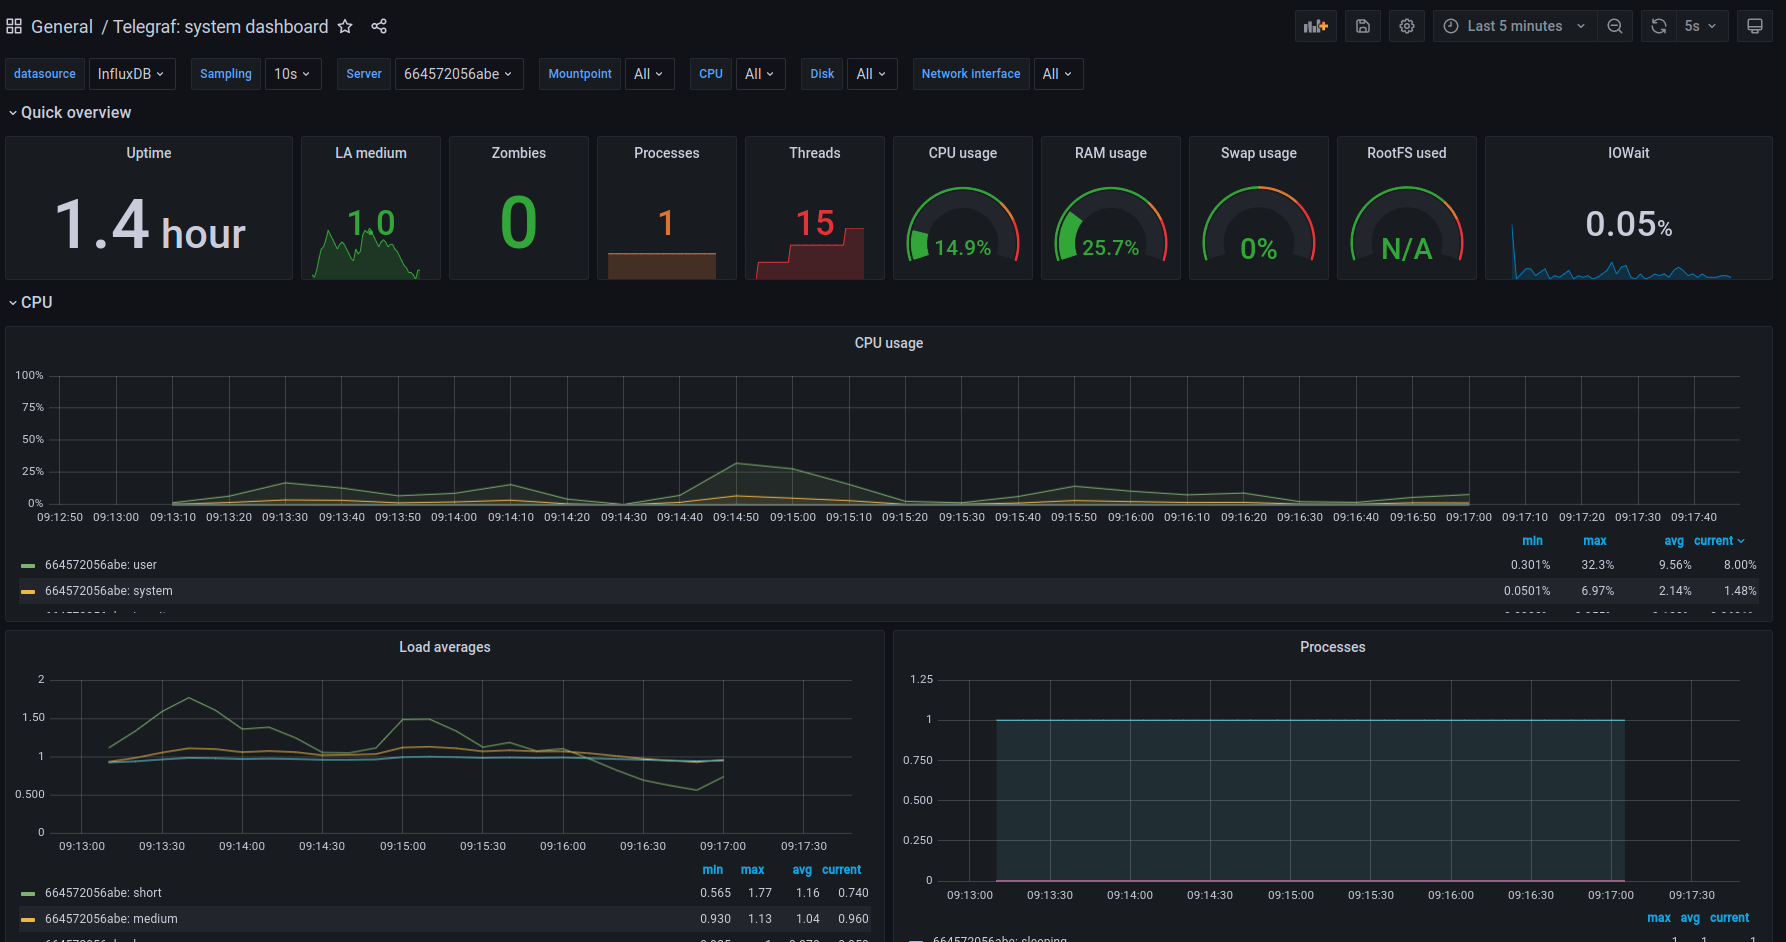 General / Telegraf: system dashboard
Last 5 minutes
5s
datasource InfluxDB Sampling 10s Server 664572056abe Mountpoint All CPU All Disk All Network interface All
Quick overview
Uptime
1.4 hour
LA medium
1.0
Zombies
0
Processes
1
Threads
15
CPU usage
14.9%
RAM usage
25.7%
Swap usage
0%
RootFS used
N/A
IOWait
0.05%
CPU
CPU usage
100%
75%
50%
25%
0%
09:12:50 09:13:00 09:13:10 09:13:20 09:13:30 09:13:40 09:13:50 09:14:00 09:14:10 09:14:20 09:14:30 09:14:40 09:14:50 09:15:00 09:15:10 09:15:20 09:15:30 09:15:40 09:15:50 09:16:00 09:16:10 09:16:20 09:16:30 09:16:40 09:16:50 09:17:00 09:17:10 09:17:20 09:17:30 09:17:40
min max avg current
664572056abe: user 0.301% 32.3% 9.56% 8.00%
664572056abe: system 0.0501% 6.97% 2.14% 1.48%
Load averages
2
1.50
1
0.500
0
09:13:00 09:13:30 09:14:00 09:14:30 09:15:00 09:15:30 09:16:00 09:16:30 09:17:00 09:17:30
min max avg current
664572056abe: short 0.565 1.77 1.16 0.740
664572056abe: medium 0.930 1.13 1.04 0.960
Processes
1.25
1
0.750
0.500
0.250
0
09:13:00 09:13:30 09:14:00 09:14:30 09:15:00 09:15:30 09:16:00 09:16:30 09:17:00 09:17:30
max avg current
664572056abe: sleeping 1 1 1